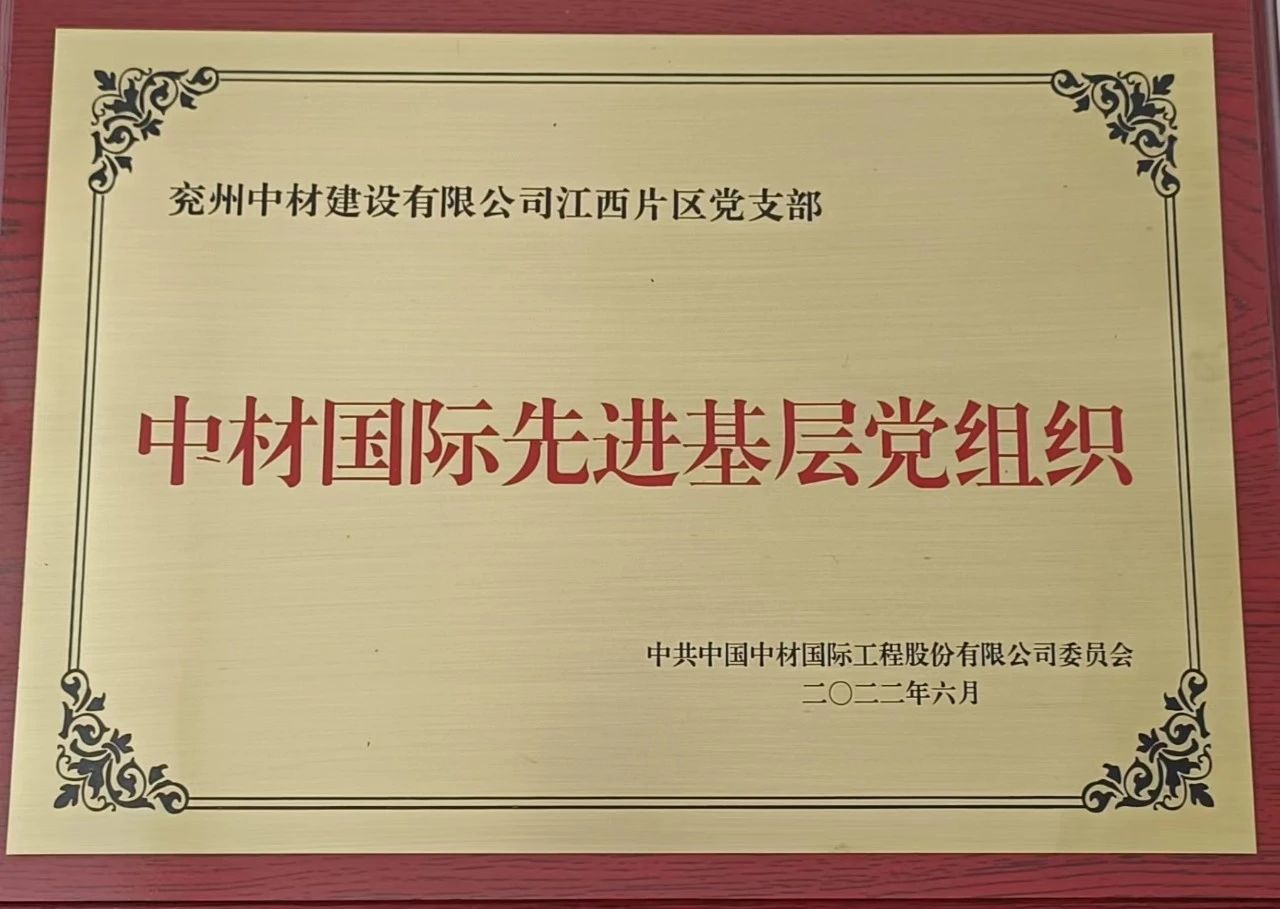 兖州中材建设有限公司江西片区党支部
中材国际先进基层党组织
中共中国中材国际工程股份有限公司委员会
二〇二二年六月